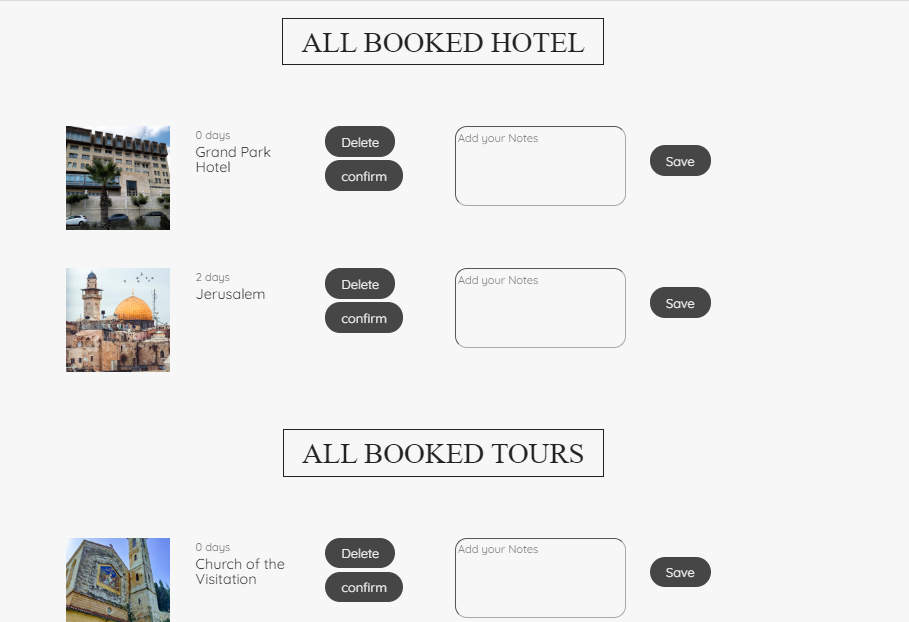 ALL BOOKED HOTEL
0 days
Grand Park
Hotel
Delete
confirm
Add your Notes
Save
2 days
Jerusalem
Delete
confirm
Add your Notes
Save
ALL BOOKED TOURS
0 days
Church of the
Visitation
Delete
confirm
Add your Notes
Save